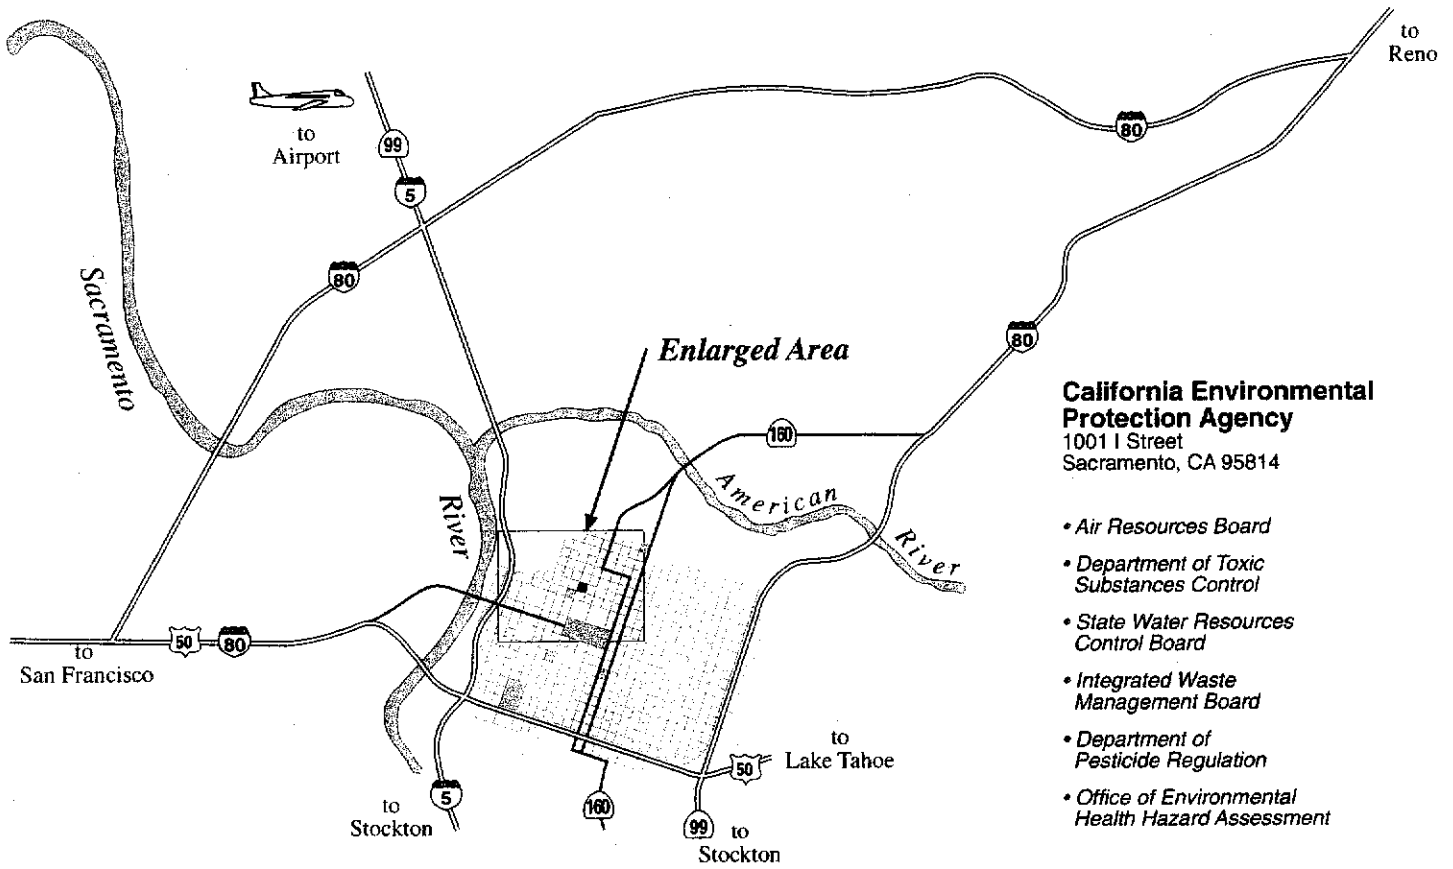 to
Reno
to
Airport
99
5
80
80
80
Sacramento
River
Enlarged Area
160
American
River
California Environmental
Protection Agency
1001 I Street
Sacramento, CA 95814
• Air Resources Board
• Department of Toxic
Substances Control
• State Water Resources
Control Board
• Integrated Waste
Management Board
• Department of
Pesticide Regulation
• Office of Environmental
Health Hazard Assessment
50
80
to
San Francisco
to
Lake Tahoe
50
to
Stockton
5
160
99
to
Stockton